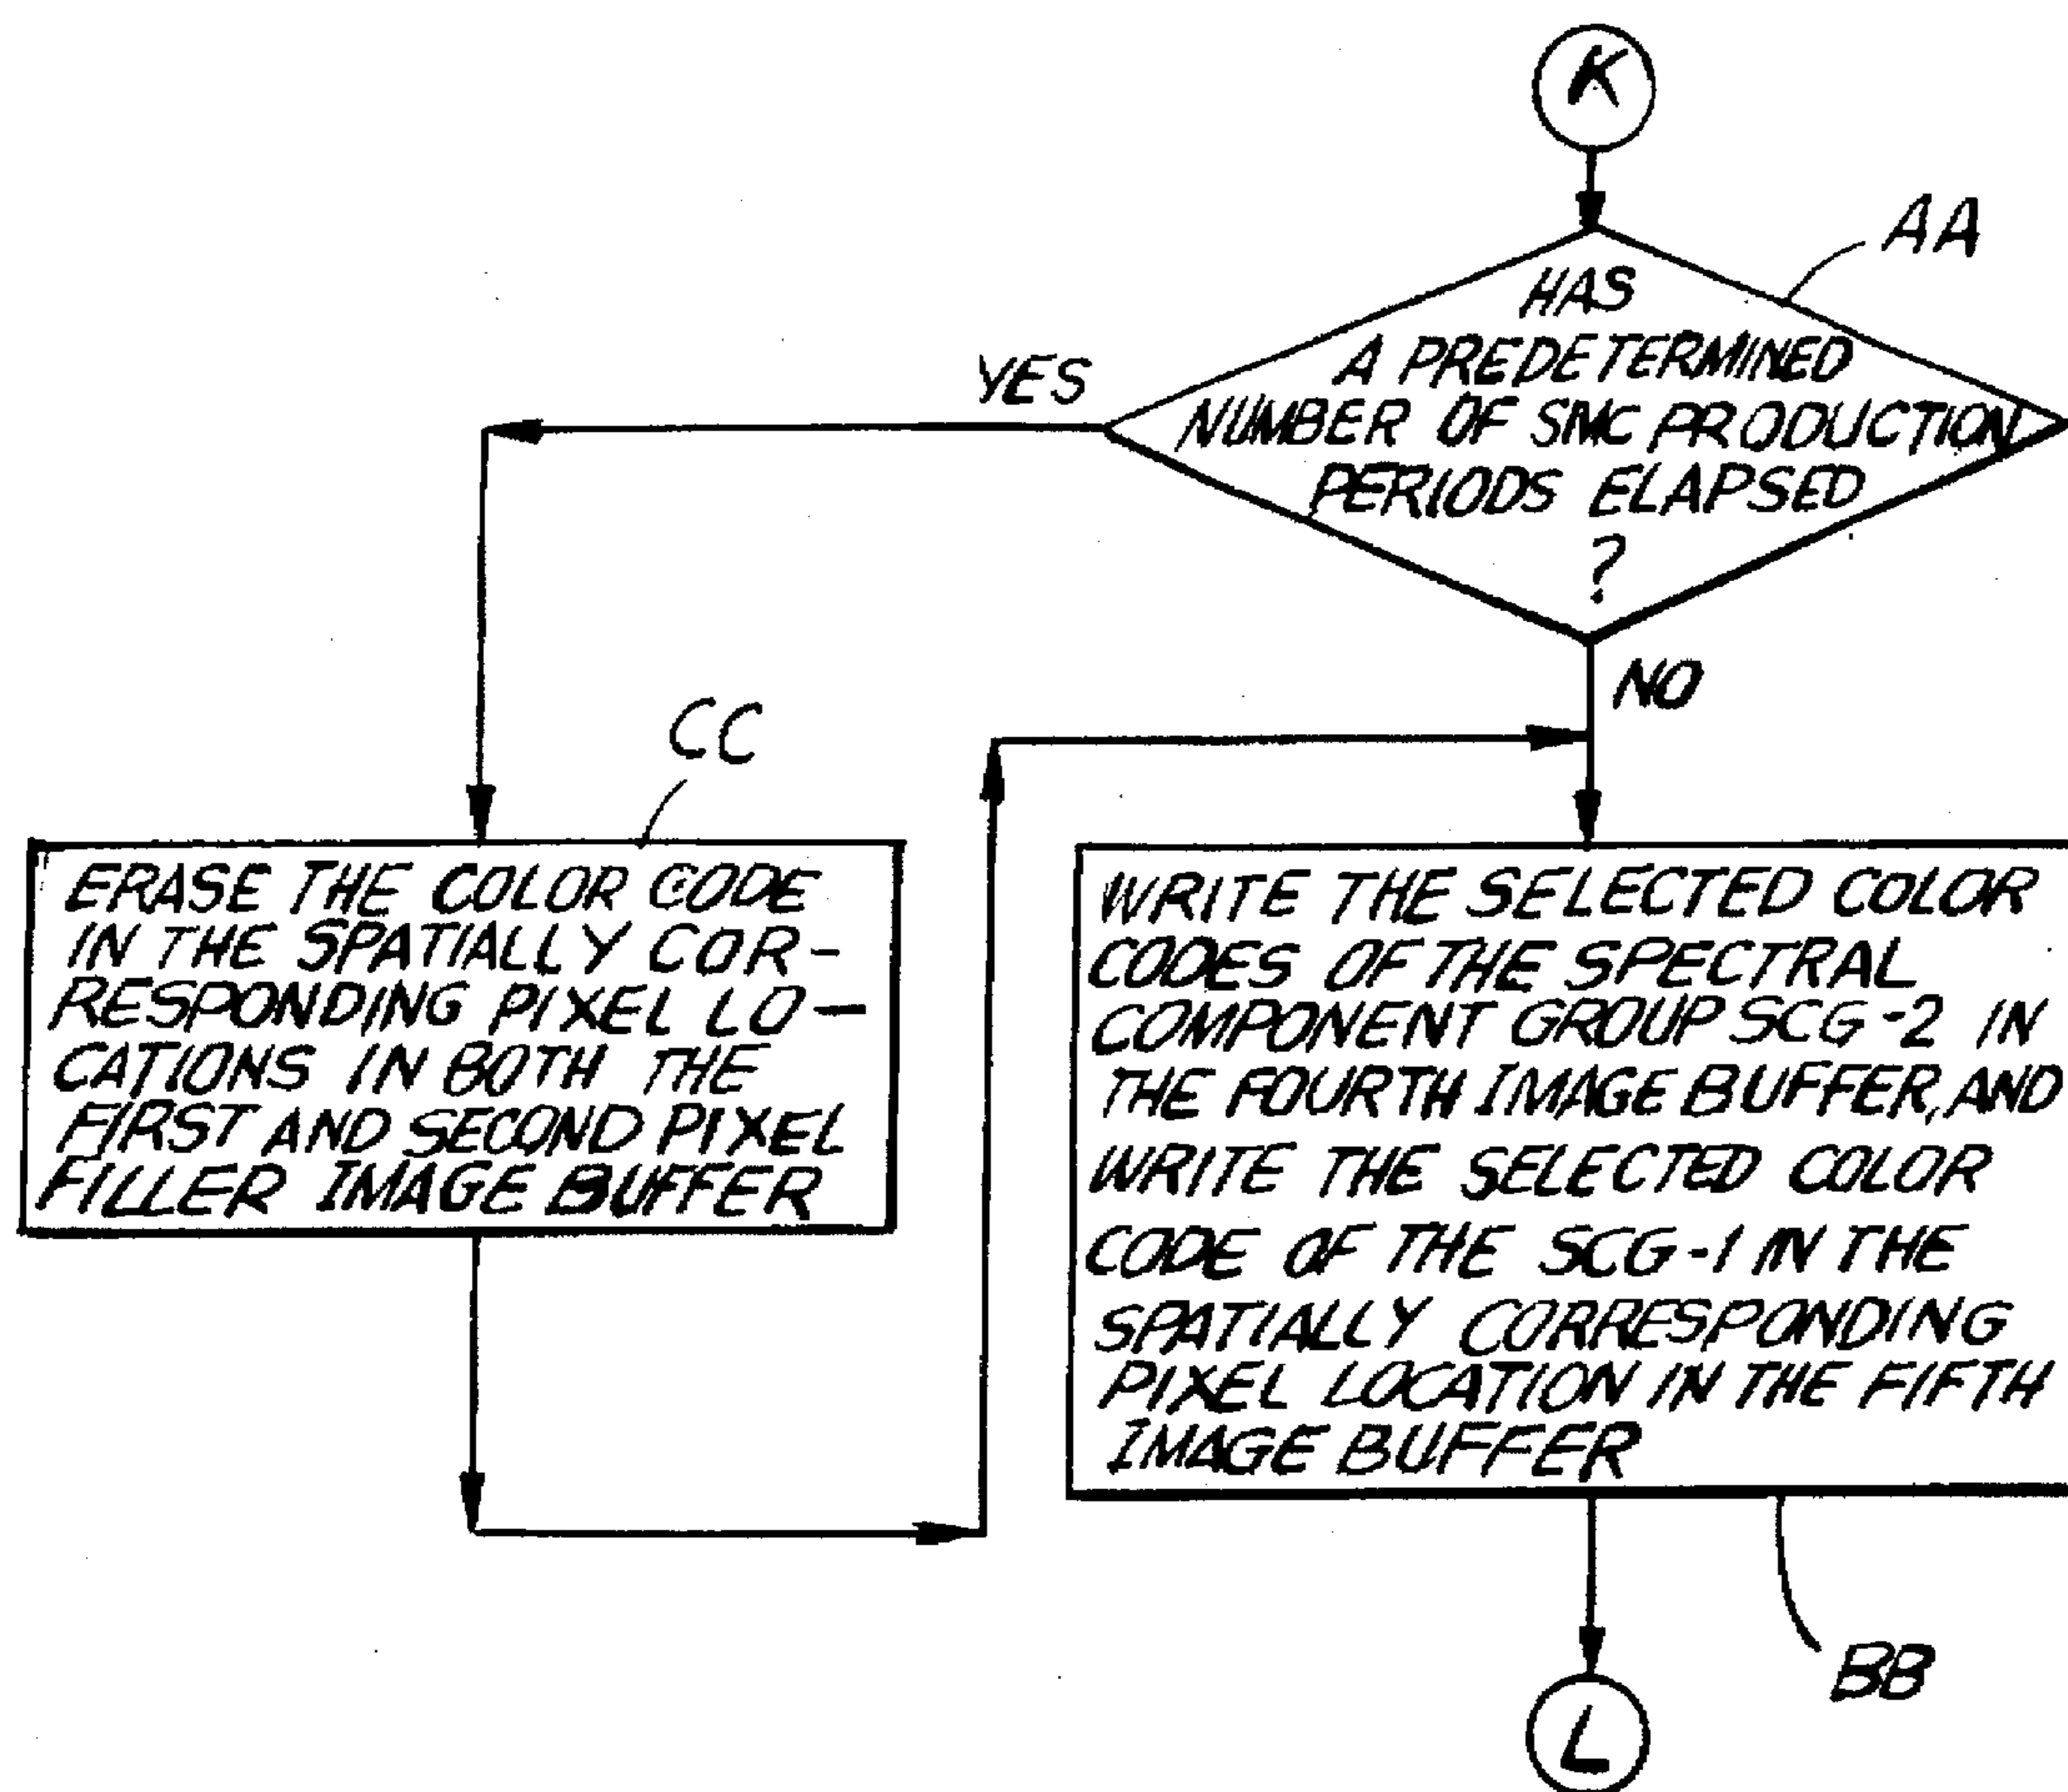 K
AA
HAS
A PREDETERMINED
NUMBER OF SMC PRODUCTION
PERIODS ELAPSED
?
YES
NO
CC
ERASE THE COLOR CODE
IN THE SPATIALLY COR-
RESPONDING PIXEL LO-
CATIONS IN BOTH THE
FIRST AND SECOND PIXEL
FILLER IMAGE BUFFER
WRITE THE SELECTED COLOR
CODES OF THE SPECTRAL
COMPONENT GROUP SCG-2 IN
THE FOURTH IMAGE BUFFER, AND
WRITE THE SELECTED COLOR
CODE OF THE SCG-1 IN THE
SPATIALLY CORRESPONDING
PIXEL LOCATION IN THE FIFTH
IMAGE BUFFER
BB
L